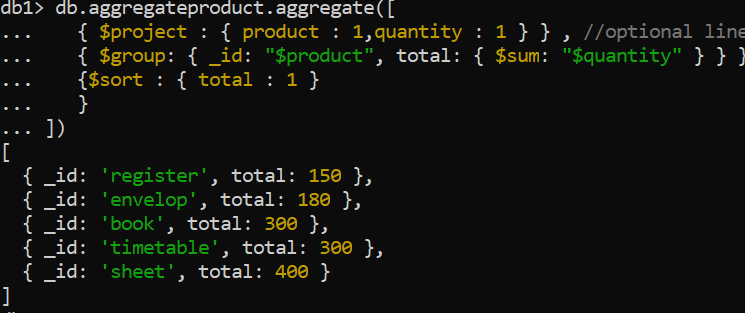 db1> db.aggregateproduct.aggregate([
... { $project : { product : 1,quantity : 1 } } , //optional line
... { $group: { _id: "$product", total: { $sum: "$quantity" } } }
... {$sort : { total : 1 }
... }
... ])
[
{ _id: 'register', total: 150 },
{ _id: 'envelop', total: 180 },
{ _id: 'book', total: 300 },
{ _id: 'timetable', total: 300 },
{ _id: 'sheet', total: 400 }
]